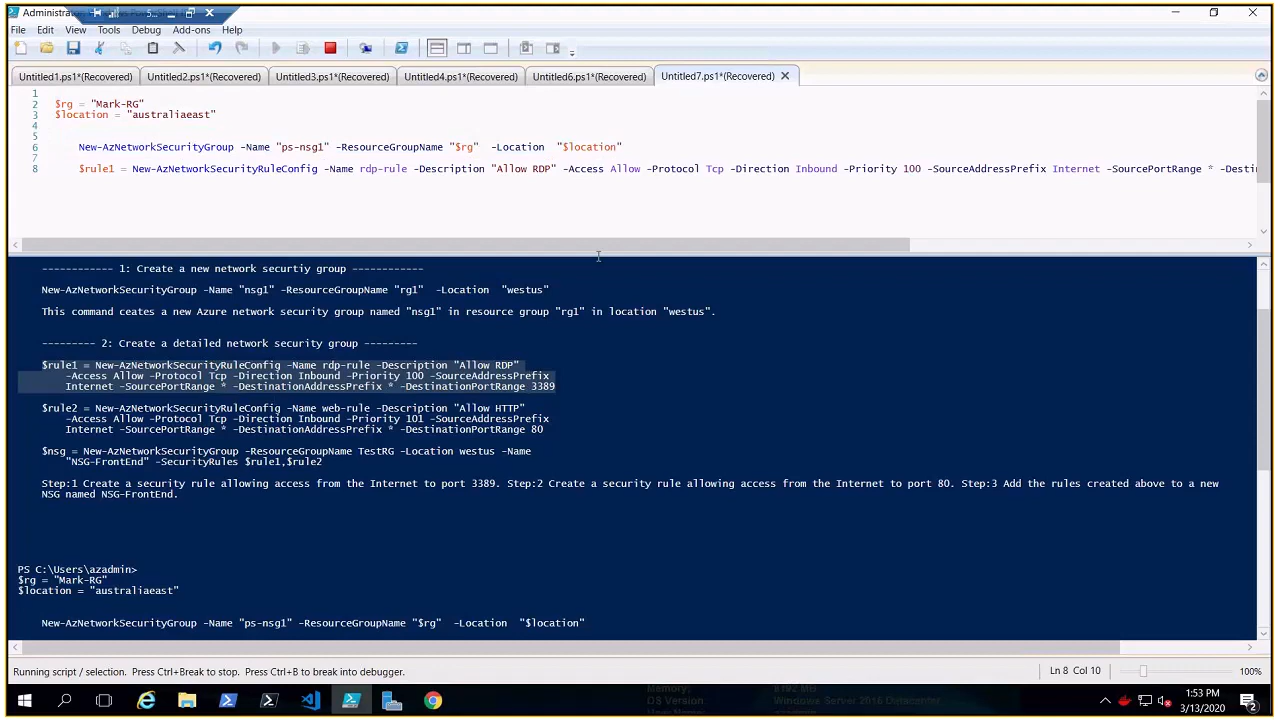 Administrator
5...
File Edit View Tools Debug Add-ons Help
Untitled1.ps1*(Recovered) Untitled2.ps1*(Recovered) Untitled3.ps1*(Recovered) Untitled4.ps1*(Recovered) Untitled6.ps1*(Recovered) Untitled7.ps1*(Recovered)
1
2 $rg = "Mark-RG"
3 $location = "australiaeast"
4
5
6 New-AzNetworkSecurityGroup -Name "ps-nsg1" -ResourceGroupName "$rg" -Location "$location"
7
8 $rule1 = New-AzNetworkSecurityRuleConfig -Name rdp-rule -Description "Allow RDP" -Access Allow -Protocol Tcp -Direction Inbound -Priority 100 -SourceAddressPrefix Internet -SourcePortRange * -Destin
------------ 1: Create a new network securtiy group ------------
New-AzNetworkSecurityGroup -Name "nsg1" -ResourceGroupName "rg1" -Location "westus"
This command ceates a new Azure network security group named "nsg1" in resource group "rg1" in location "westus".
--------- 2: Create a detailed network security group ---------
$rule1 = New-AzNetworkSecurityRuleConfig -Name rdp-rule -Description "Allow RDP"
-Access Allow -Protocol Tcp -Direction Inbound -Priority 100 -SourceAddressPrefix
Internet -SourcePortRange * -DestinationAddressPrefix * -DestinationPortRange 3389
$rule2 = New-AzNetworkSecurityRuleConfig -Name web-rule -Description "Allow HTTP"
-Access Allow -Protocol Tcp -Direction Inbound -Priority 101 -SourceAddressPrefix
Internet -SourcePortRange * -DestinationAddressPrefix * -DestinationPortRange 80
$nsg = New-AzNetworkSecurityGroup -ResourceGroupName TestRG -Location westus -Name
"NSG-FrontEnd" -SecurityRules $rule1,$rule2
Step:1 Create a security rule allowing access from the Internet to port 3389. Step:2 Create a security rule allowing access from the Internet to port 80. Step:3 Add the rules created above to a new
NSG named NSG-FrontEnd.
PS C:\Users\azadmin>
$rg = "Mark-RG"
$location = "australiaeast"
New-AzNetworkSecurityGroup -Name "ps-nsg1" -ResourceGroupName "$rg" -Location "$location"
Running script / selection. Press Ctrl+Break to stop. Press Ctrl+B to break into debugger. Ln 8 Col 10 100%
Memory: 8192 MB
OS Version: Windows Server 2016 Datacenter
1:53 PM
3/13/2020
2